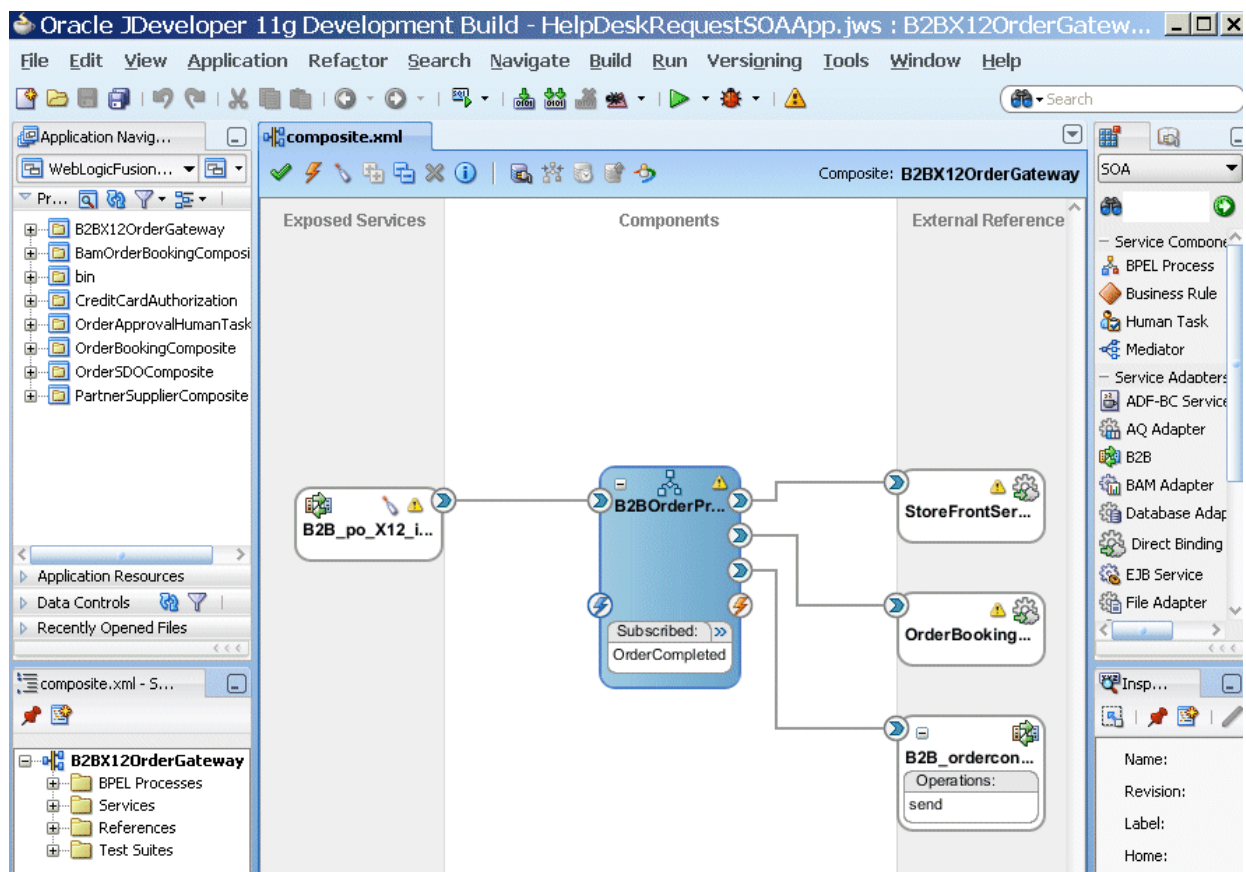 Oracle JDeveloper 11g Development Build - HelpDeskRequestSOAApp.jws : B2BX12OrderGatew...
File Edit View Application Refactor Search Navigate Build Run Versioning Tools Window Help
Search
Application Navig...
WebLogicFusion...
Pr...
B2BX12OrderGateway
BamOrderBookingComposi
bin
CreditCardAuthorization
OrderApprovalHumanTask
OrderBookingComposite
OrderSDOComposite
PartnerSupplierComposite
Application Resources
Data Controls
Recently Opened Files
composite.xml - S...
B2BX12OrderGateway
BPEL Processes
Services
References
Test Suites
composite.xml
Composite: B2BX12OrderGateway
Exposed Services
Components
External Reference
B2B_po_X12_i...
B2BOrderPr...
Subscribed:
OrderCompleted
StoreFrontSer...
OrderBooking...
B2B_ordercon...
Operations:
send
SOA
Service Compone
BPEL Process
Business Rule
Human Task
Mediator
Service Adapters
ADF-BC Service
AQ Adapter
B2B
BAM Adapter
Database Adap
Direct Binding
EJB Service
File Adapter
Insp...
Name:
Revision:
Label:
Home: